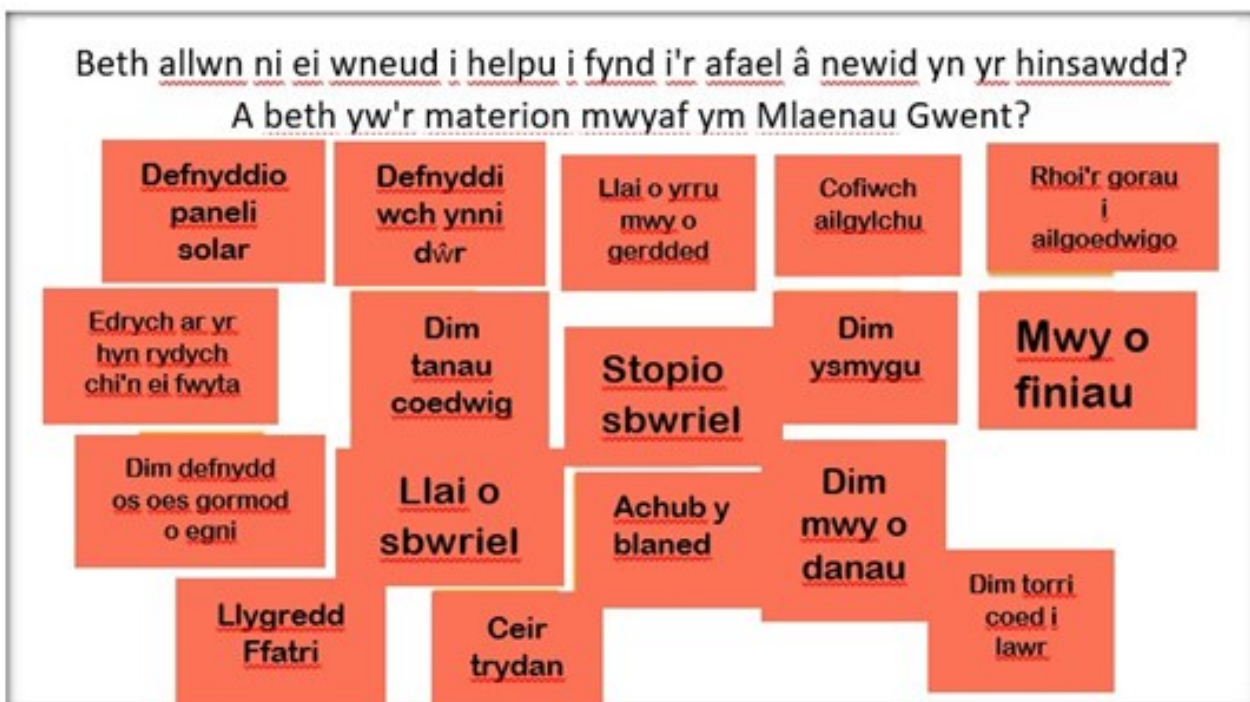 Beth allwn ni ei wneud i helpu i fynd i'r afael â newid yn yr hinsawdd?
A beth yw'r materion mwyaf ym Mlaenau Gwent?
Defnyddio
paneli
solar
Defnyddi
wch ynni
dŵr
Llai o yrru
mwy o
gerdded
Cofiwch
ailgylchu
Rhoi'r gorau
i
ailgoedwigo
Edrych ar yr
hyn rydych
chi'n ei fwyta
Dim
tanau
coedwig
Stopio
sbwriel
Dim
ysmygu
Mwy o
finiau
Dim defnydd
os oes gormod
o egni
Llai o
sbwriel
Achub y
blaned
Dim
mwy o
danau
Llygredd
Ffatri
Ceir
trydan
Dim torri
coed i
lawr